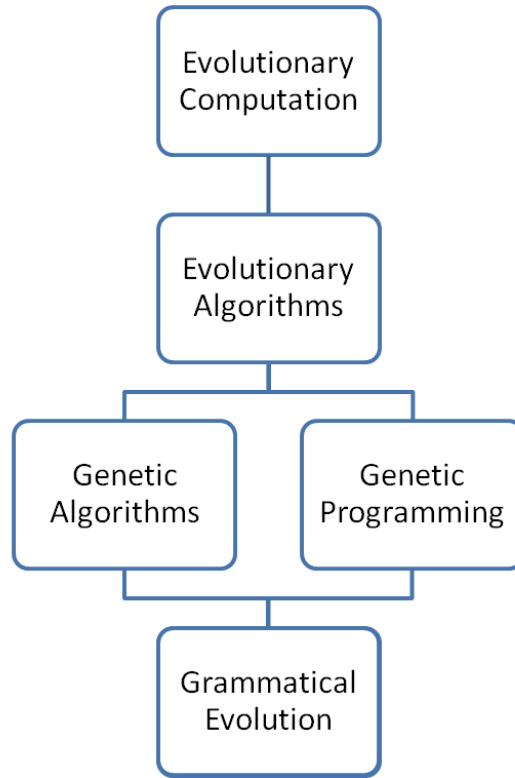 Evolutionary
Computation
Evolutionary
Algorithms
Genetic
Algorithms
Genetic
Programming
Grammatical
Evolution